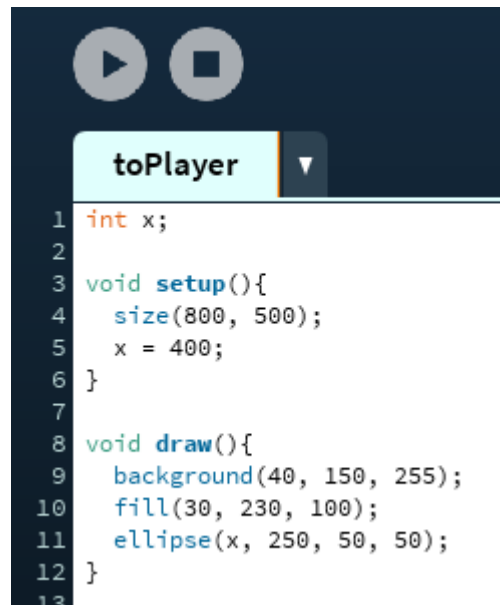 toPlayer ▼
1 int x;
2
3 void setup(){
4   size(800, 500);
5   x = 400;
6 }
7
8 void draw(){
9   background(40, 150, 255);
10   fill(30, 230, 100);
11   ellipse(x, 250, 50, 50);
12 }
13